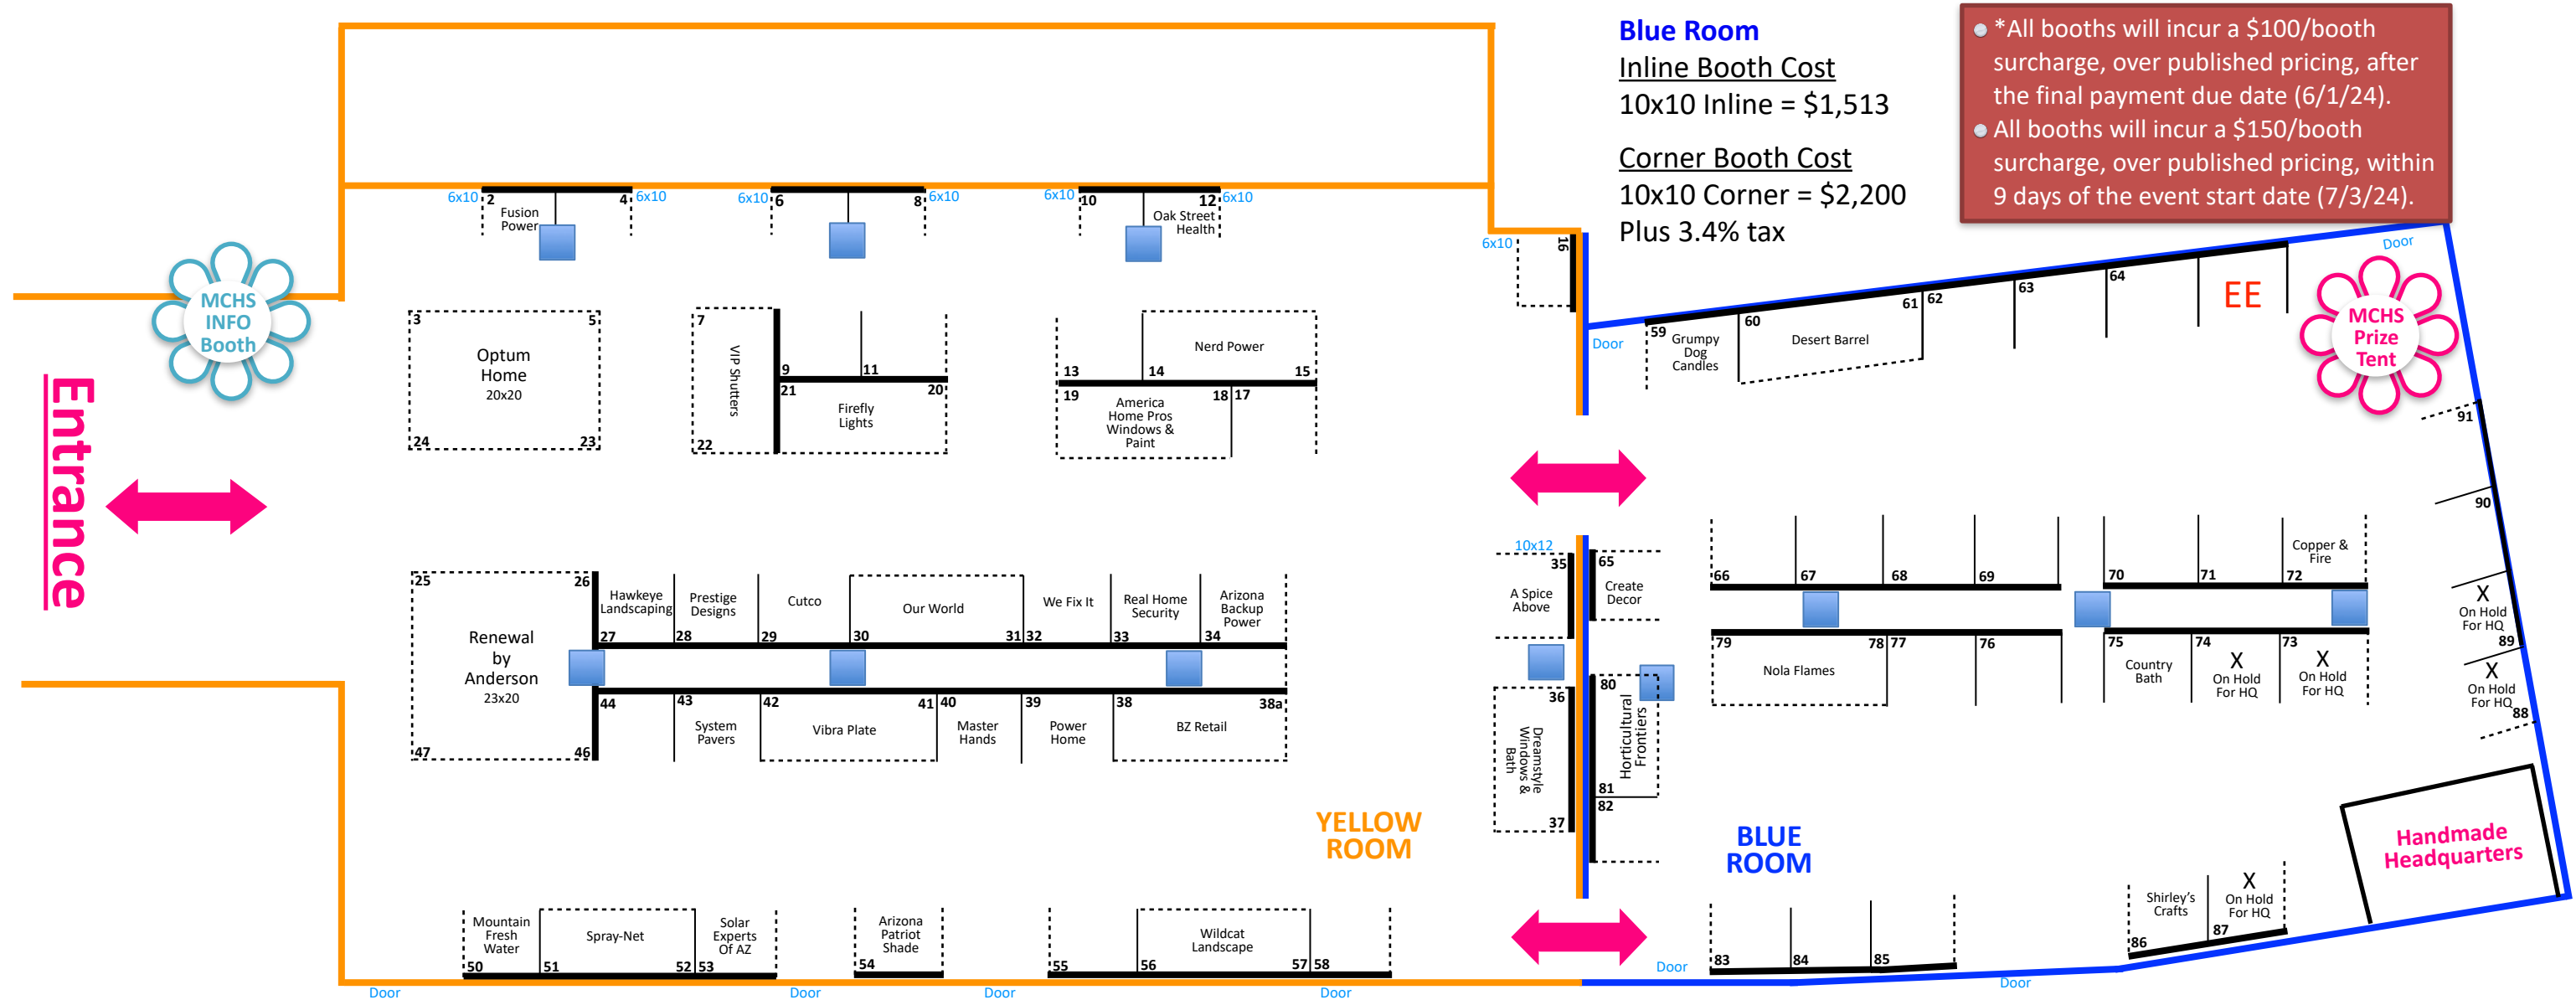 Blue Room
Inline Booth Cost
10x10 Inline = $1,513
Corner Booth Cost
10x10 Corner = $2,200
Plus 3.4% tax
*All booths will incur a $100/booth
surcharge, over published pricing, after
the final payment due date (6/1/24).
All booths will incur a $150/booth
surcharge, over published pricing, within
9 days of the event start date (7/3/24).
6x10
2
Fusion
Power
4
6x10
6x10
6
8
6x10
6x10
10
12
6x10
Oak Street
Health
6x10
16
Door
MCHS
INFO
Booth
Entrance
3
5
Optum
Home
20x20
24
23
7
VIP Shutters
22
9
11
21
20
Firefly
Lights
Nerd Power
13
14
15
19
18
17
America
Home Pros
Windows &
Paint
Door
59
Grumpy
Dog
Candles
60
Desert Barrel
61
62
63
64
EE
MCHS
Prize
Tent
91
90
X
On Hold
For HQ
89
X
On Hold
For HQ
88
25
26
Renewal
by
Anderson
23x20
47
46
Hawkeye
Landscaping
27
Prestige
Designs
28
Cutco
29
Our World
30
31
We Fix It
32
Real Home
Security
33
Arizona
Backup
Power
34
44
43
System
Pavers
42
Vibra Plate
41
40
Master
Hands
39
Power
Home
38
BZ Retail
38a
10x12
35
A Spice
Above
36
Dreamstyle
Windows &
Bath
37
65
Create
Decor
80
Horticultural
Frontiers
81
82
66
67
68
69
70
71
Copper &
Fire
72
79
Nola Flames
78
77
76
75
Country
Bath
74
X
On Hold
For HQ
73
X
On Hold
For HQ
YELLOW
ROOM
BLUE
ROOM
Handmade
Headquarters
Mountain
Fresh
Water
50
Spray-Net
51
52
Solar
Experts
Of AZ
53
Arizona
Patriot
Shade
54
55
Wildcat
Landscape
56
57
58
Door
83
84
85
Shirley's
Crafts
86
X
On Hold
For HQ
87
Door
Door
Door
Door
Door